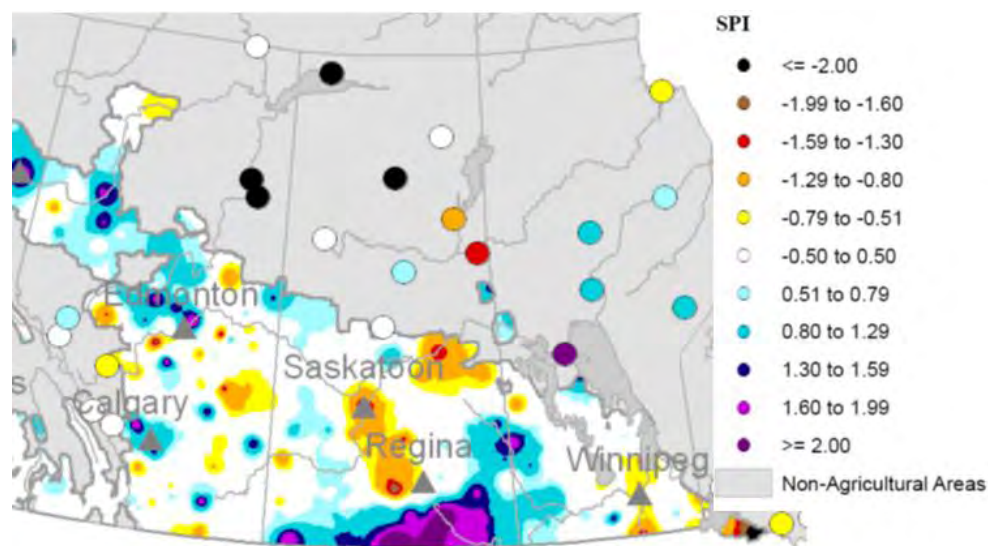 SPI
<= -2.00
-1.99 to -1.60
-1.59 to -1.30
-1.29 to -0.80
-0.79 to -0.51
-0.50 to 0.50
0.51 to 0.79
0.80 to 1.29
1.30 to 1.59
1.60 to 1.99
>= 2.00
Non-Agricultural Areas
Edmonton
Saskatoon
s
Calgary
Regina
Winnipeg